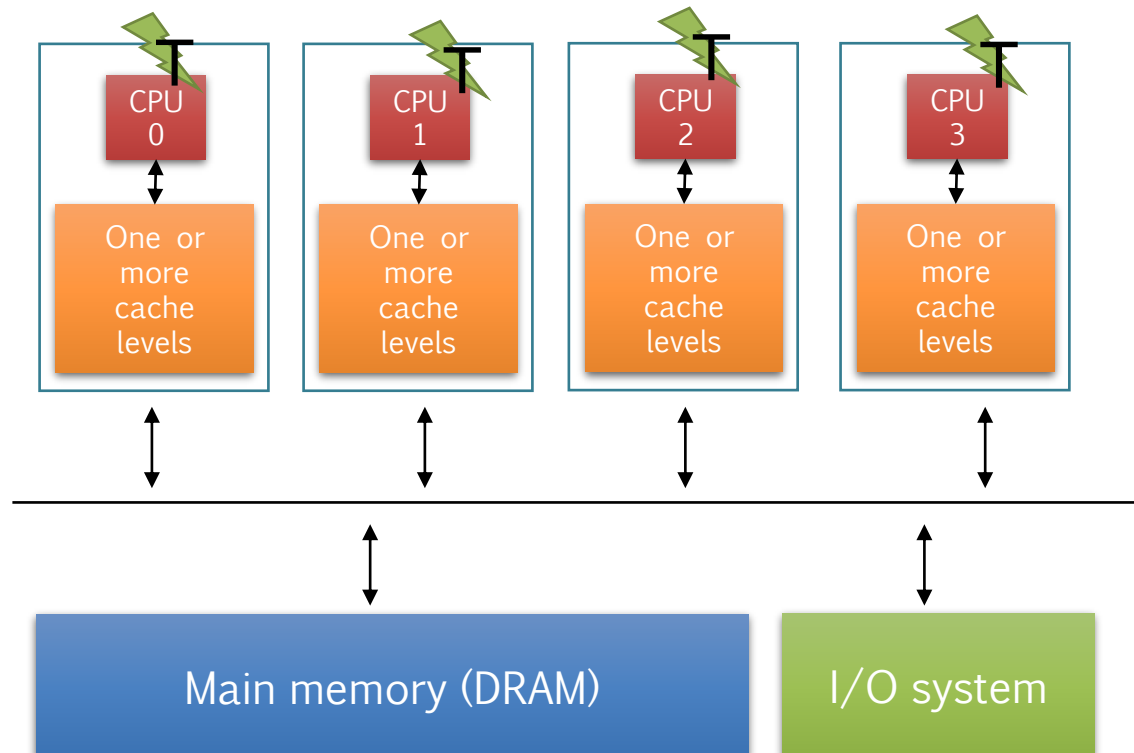 T
T
T
T
CPU
0
CPU
1
CPU
2
CPU
3
One or
more
cache
levels
One or
more
cache
levels
One or
more
cache
levels
One or
more
cache
levels
Main memory (DRAM)
I/O system